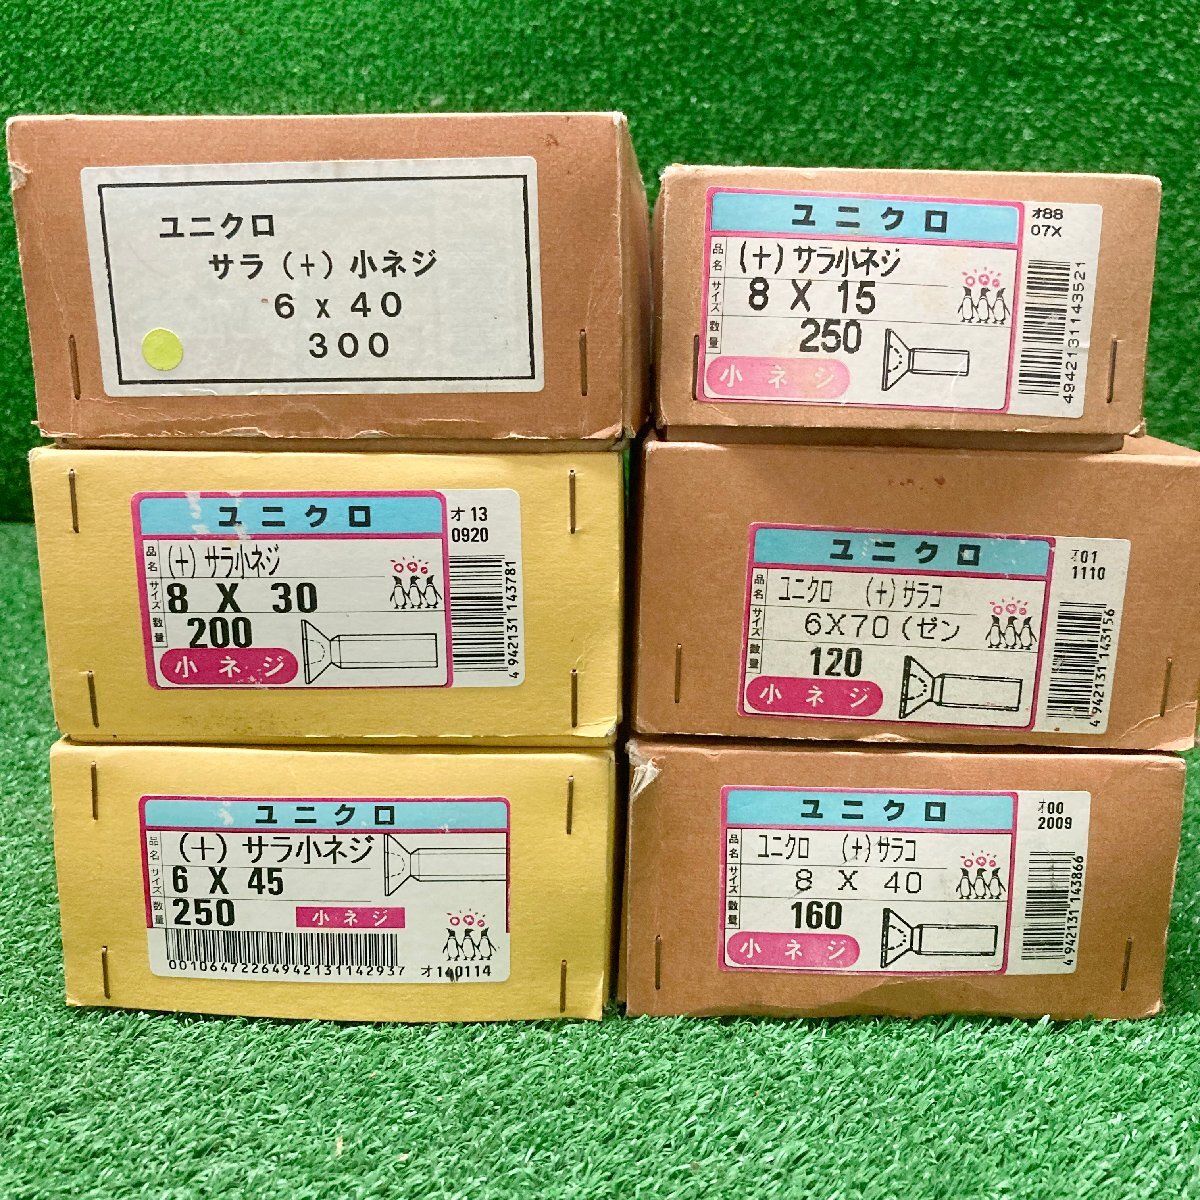 ユニクロ
サラ（+）小ネジ
6 x 40
300
ユニクロ
品名 (+)サラ小ネジ
サイズ 8 X 15
数量 250
小ネジ
オ88
07X
4942131143521
ユニクロ
品名 (+)サラ小ネジ
サイズ 8 X 30
数量 200
小ネジ
オ13
0920
4942131143781
ユニクロ
品名 ユニクロ (+)サラコ
サイズ 6X70(ゼン
数量 120
小ネジ
オ01
1110
4942131143156
ユニクロ
品名 (+)サラ小ネジ
サイズ 6 X 45
数量 250
小ネジ
0010647226494213114293​7
オ140114
ユニクロ
品名 ユニクロ (+)サラコ
サイズ 8 X 40
数量 160
小ネジ
オ00
2009
4942131143866